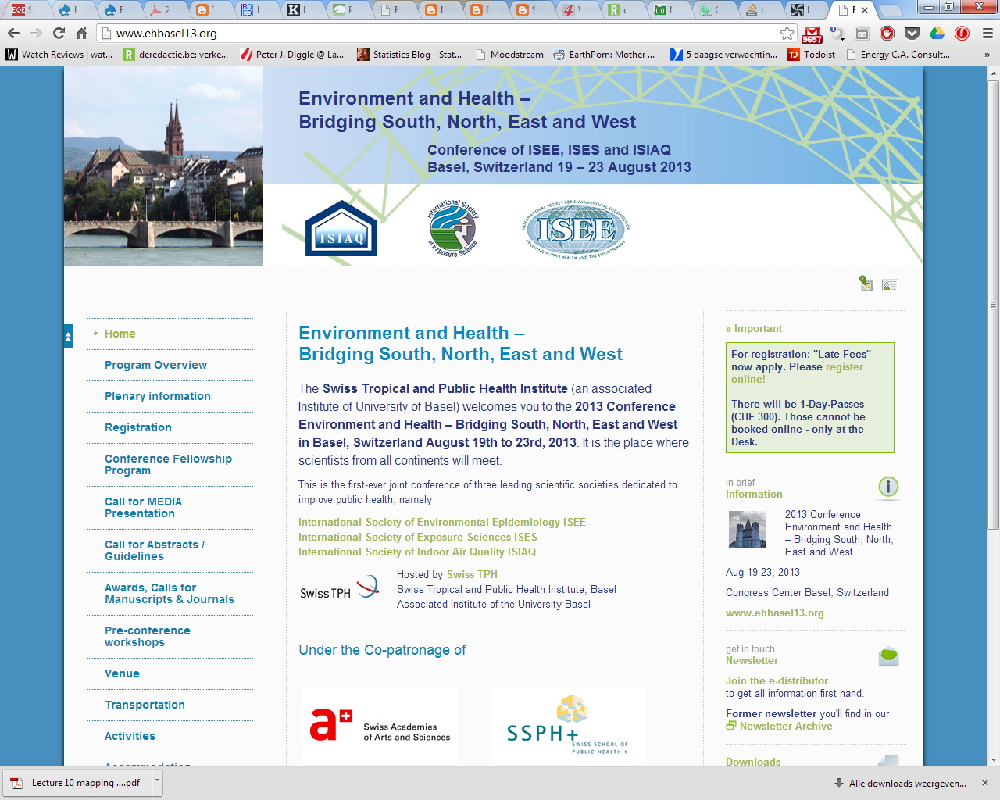 EQE S
E
E
2
T
L
K
F
E
D
S
V
c
UO M
C
r
F
E
www.ehbasel13.org
9657
Watch Reviews | wat...
deredactie.be: verke...
Peter J. Diggle @ La...
Statistics Blog - Stat...
Moodstream
EarthPorn: Mother ...
5 daagse verwachtin...
Todoist
Energy C.A. Consult...
»
Environment and Health –
Bridging South, North, East and West
Conference of ISEE, ISES and ISIAQ
Basel, Switzerland 19 – 23 August 2013
ISIAQ
International Society
of Exposure Science
INTERNATIONAL SOCIETY FOR ENVIRONMENTAL EPIDEMIOLOGY
ISEE
STUDYING HUMAN HEALTH AND THE ENVIRONMENT
Home
Program Overview
Plenary information
Registration
Conference Fellowship
Program
Call for MEDIA
Presentation
Call for Abstracts /
Guidelines
Awards, Calls for
Manuscripts & Journals
Pre-conference
workshops
Venue
Transportation
Activities
Accommodation
Environment and Health –
Bridging South, North, East and West
The Swiss Tropical and Public Health Institute (an associated
Institute of University of Basel) welcomes you to the 2013 Conference
Environment and Health – Bridging South, North, East and West
in Basel, Switzerland August 19th to 23rd, 2013. It is the place where
scientists from all continents will meet.
This is the first-ever joint conference of three leading scientific societies dedicated to
improve public health, namely
International Society of Environmental Epidemiology ISEE
International Society of Exposure Sciences ISES
International Society of Indoor Air Quality ISIAQ
Swiss TPH
Hosted by Swiss TPH
Swiss Tropical and Public Health Institute, Basel
Associated Institute of the University Basel
Under the Co-patronage of
a+
Swiss Academies
of Arts and Sciences
SSPH+
SWISS SCHOOL OF
PUBLIC HEALTH +
» Important
For registration: "Late Fees"
now apply. Please register
online!
There will be 1-Day-Passes
(CHF 300). Those cannot be
booked online - only at the
Desk.
in brief
Information
i
2013 Conference
Environment and Health
– Bridging South, North,
East and West
Aug 19-23, 2013
Congress Center Basel, Switzerland
www.ehbasel13.org
get in touch
Newsletter
Join the e-distributor
to get all information first hand.
Former newsletter you'll find in our
Newsletter Archive
Downloads
Lecture 10 mapping ....pdf
Alle downloads weergeven...